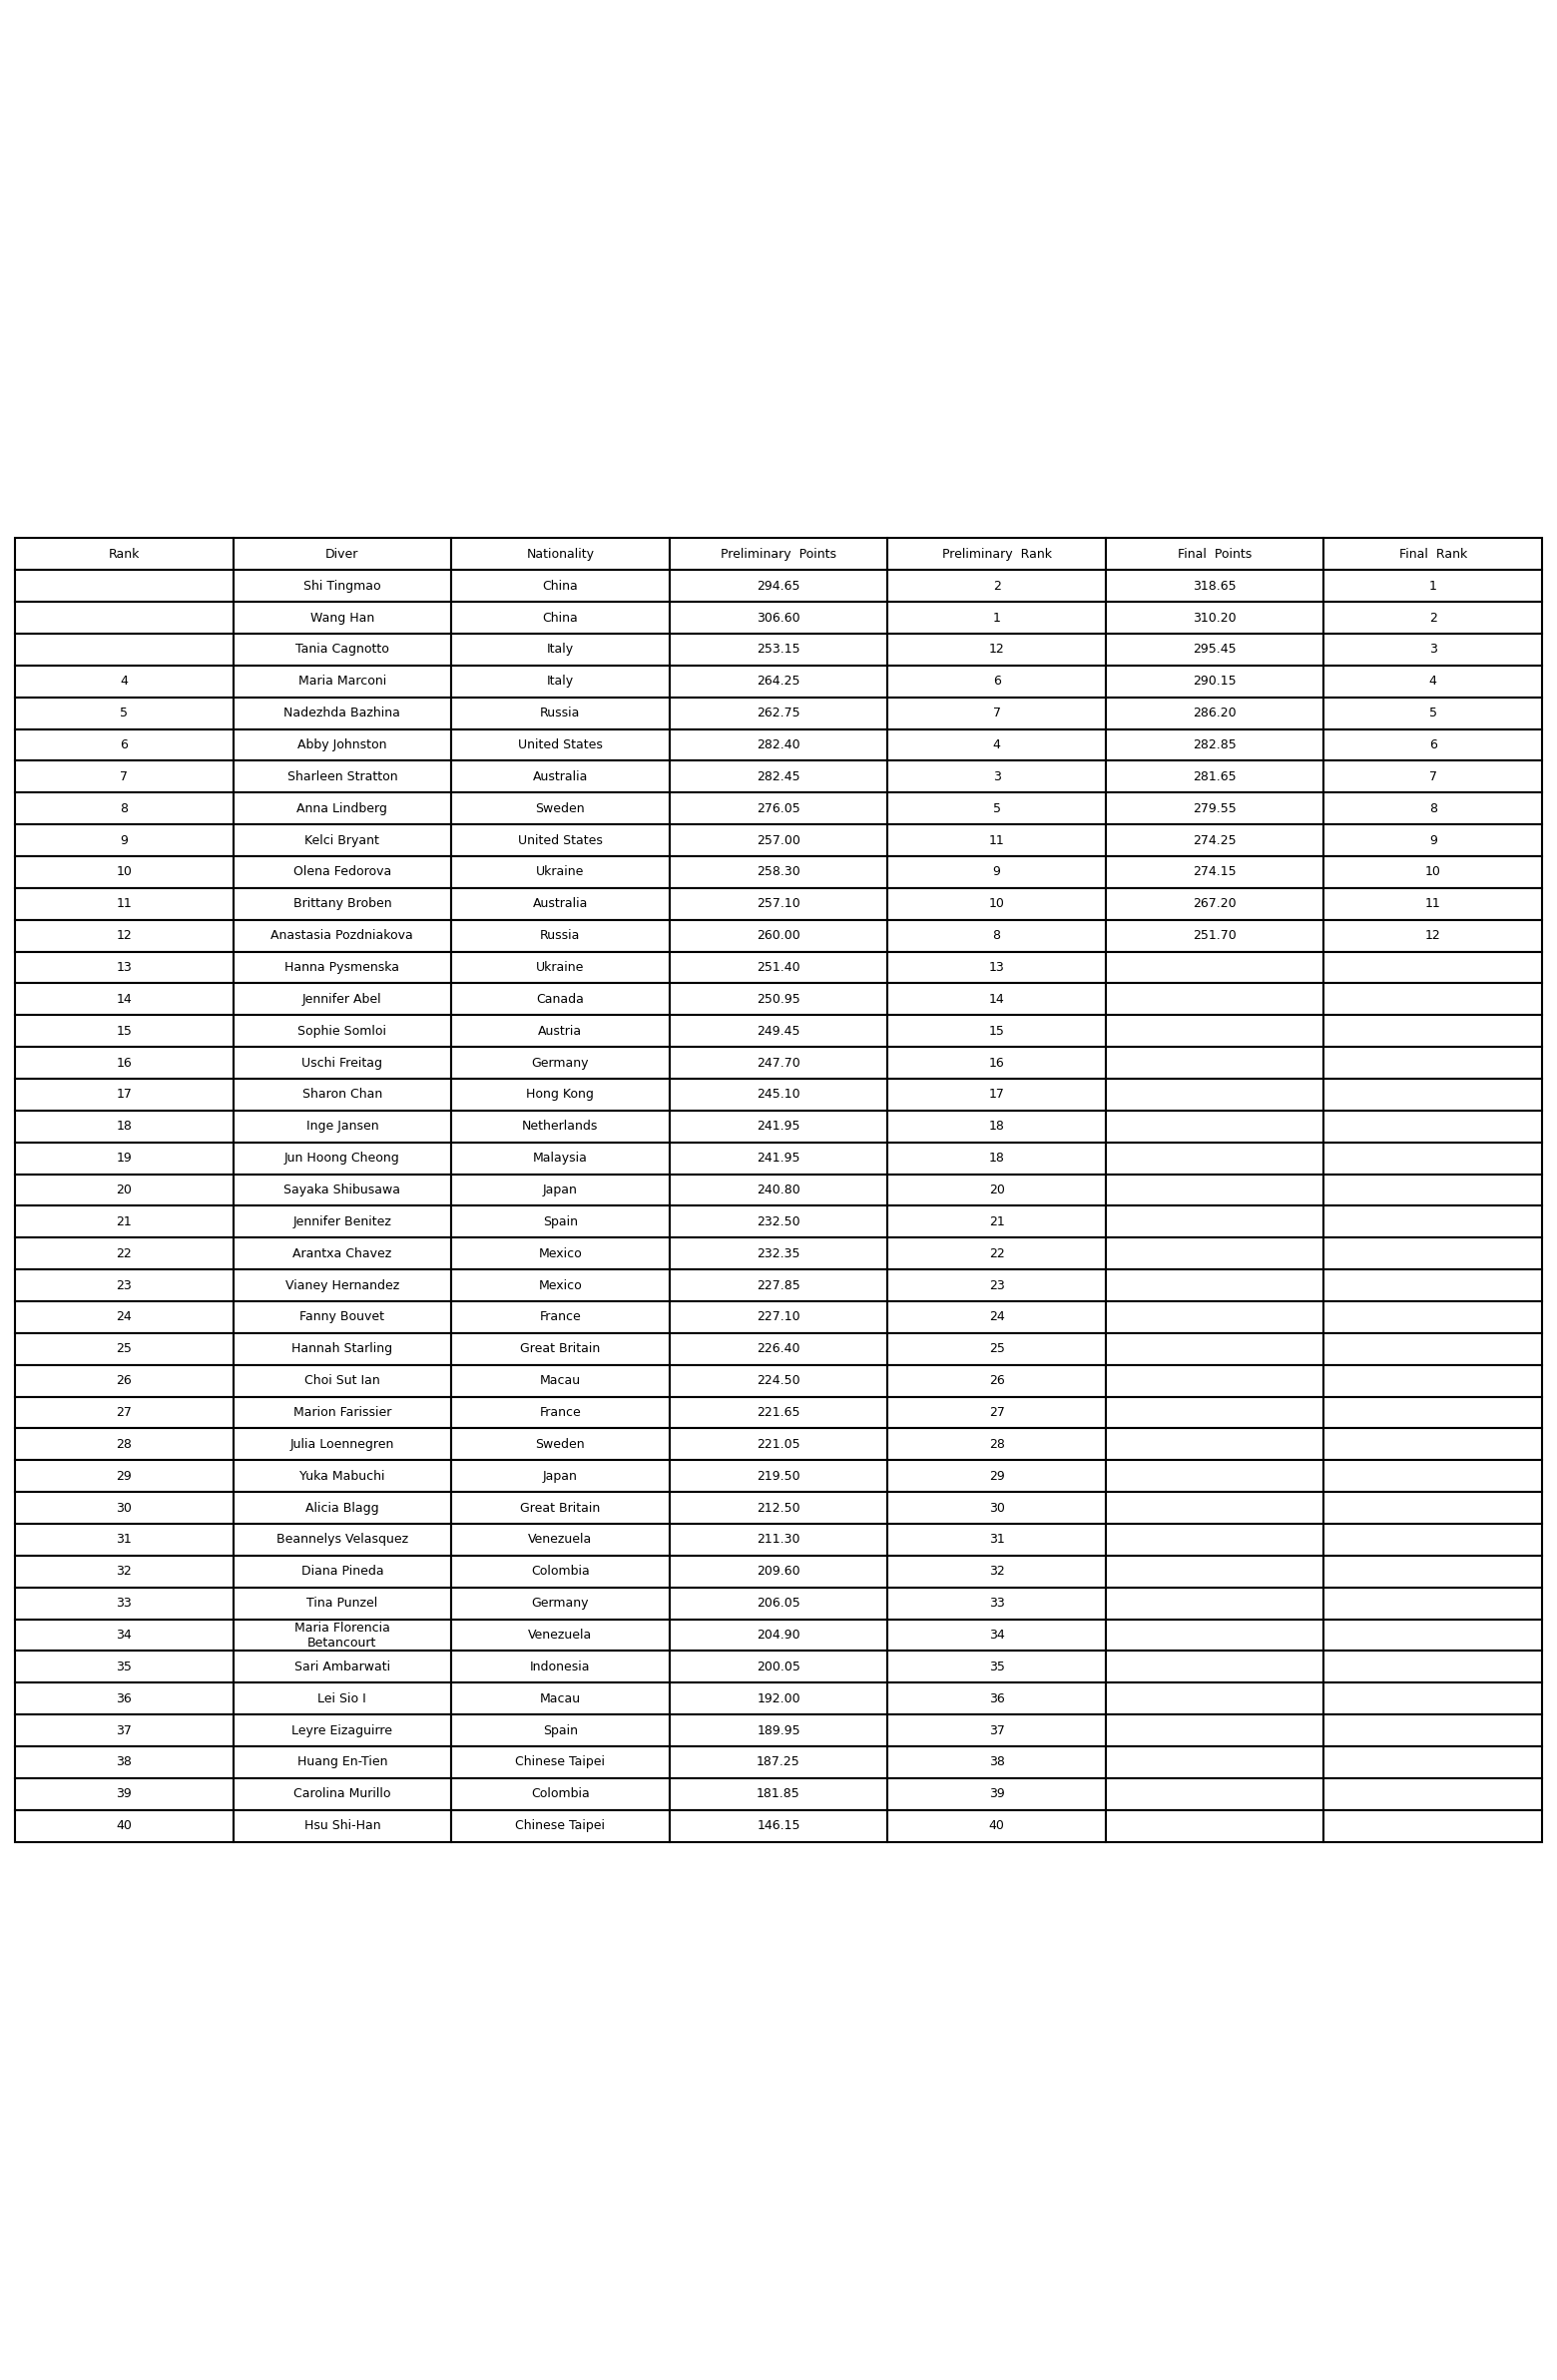 Rank Diver Nationality Preliminary Points Preliminary Rank Final Points Final Rank
Shi Tingmao China 294.65 2 318.65 1
Wang Han China 306.60 1 310.20 2
Tania Cagnotto Italy 253.15 12 295.45 3
4 Maria Marconi Italy 264.25 6 290.15 4
5 Nadezhda Bazhina Russia 262.75 7 286.20 5
6 Abby Johnston United States 282.40 4 282.85 6
7 Sharleen Stratton Australia 282.45 3 281.65 7
8 Anna Lindberg Sweden 276.05 5 279.55 8
9 Kelci Bryant United States 257.00 11 274.25 9
10 Olena Fedorova Ukraine 258.30 9 274.15 10
11 Brittany Broben Australia 257.10 10 267.20 11
12 Anastasia Pozdniakova Russia 260.00 8 251.70 12
13 Hanna Pysmenska Ukraine 251.40 13
14 Jennifer Abel Canada 250.95 14
15 Sophie Somloi Austria 249.45 15
16 Uschi Freitag Germany 247.70 16
17 Sharon Chan Hong Kong 245.10 17
18 Inge Jansen Netherlands 241.95 18
19 Jun Hoong Cheong Malaysia 241.95 18
20 Sayaka Shibusawa Japan 240.80 20
21 Jennifer Benitez Spain 232.50 21
22 Arantxa Chavez Mexico 232.35 22
23 Vianey Hernandez Mexico 227.85 23
24 Fanny Bouvet France 227.10 24
25 Hannah Starling Great Britain 226.40 25
26 Choi Sut Ian Macau 224.50 26
27 Marion Farissier France 221.65 27
28 Julia Loennegren Sweden 221.05 28
29 Yuka Mabuchi Japan 219.50 29
30 Alicia Blagg Great Britain 212.50 30
31 Beannelys Velasquez Venezuela 211.30 31
32 Diana Pineda Colombia 209.60 32
33 Tina Punzel Germany 206.05 33
34 Maria Florencia
Betancourt Venezuela 204.90 34
35 Sari Ambarwati Indonesia 200.05 35
36 Lei Sio I Macau 192.00 36
37 Leyre Eizaguirre Spain 189.95 37
38 Huang En-Tien Chinese Taipei 187.25 38
39 Carolina Murillo Colombia 181.85 39
40 Hsu Shi-Han Chinese Taipei 146.15 40